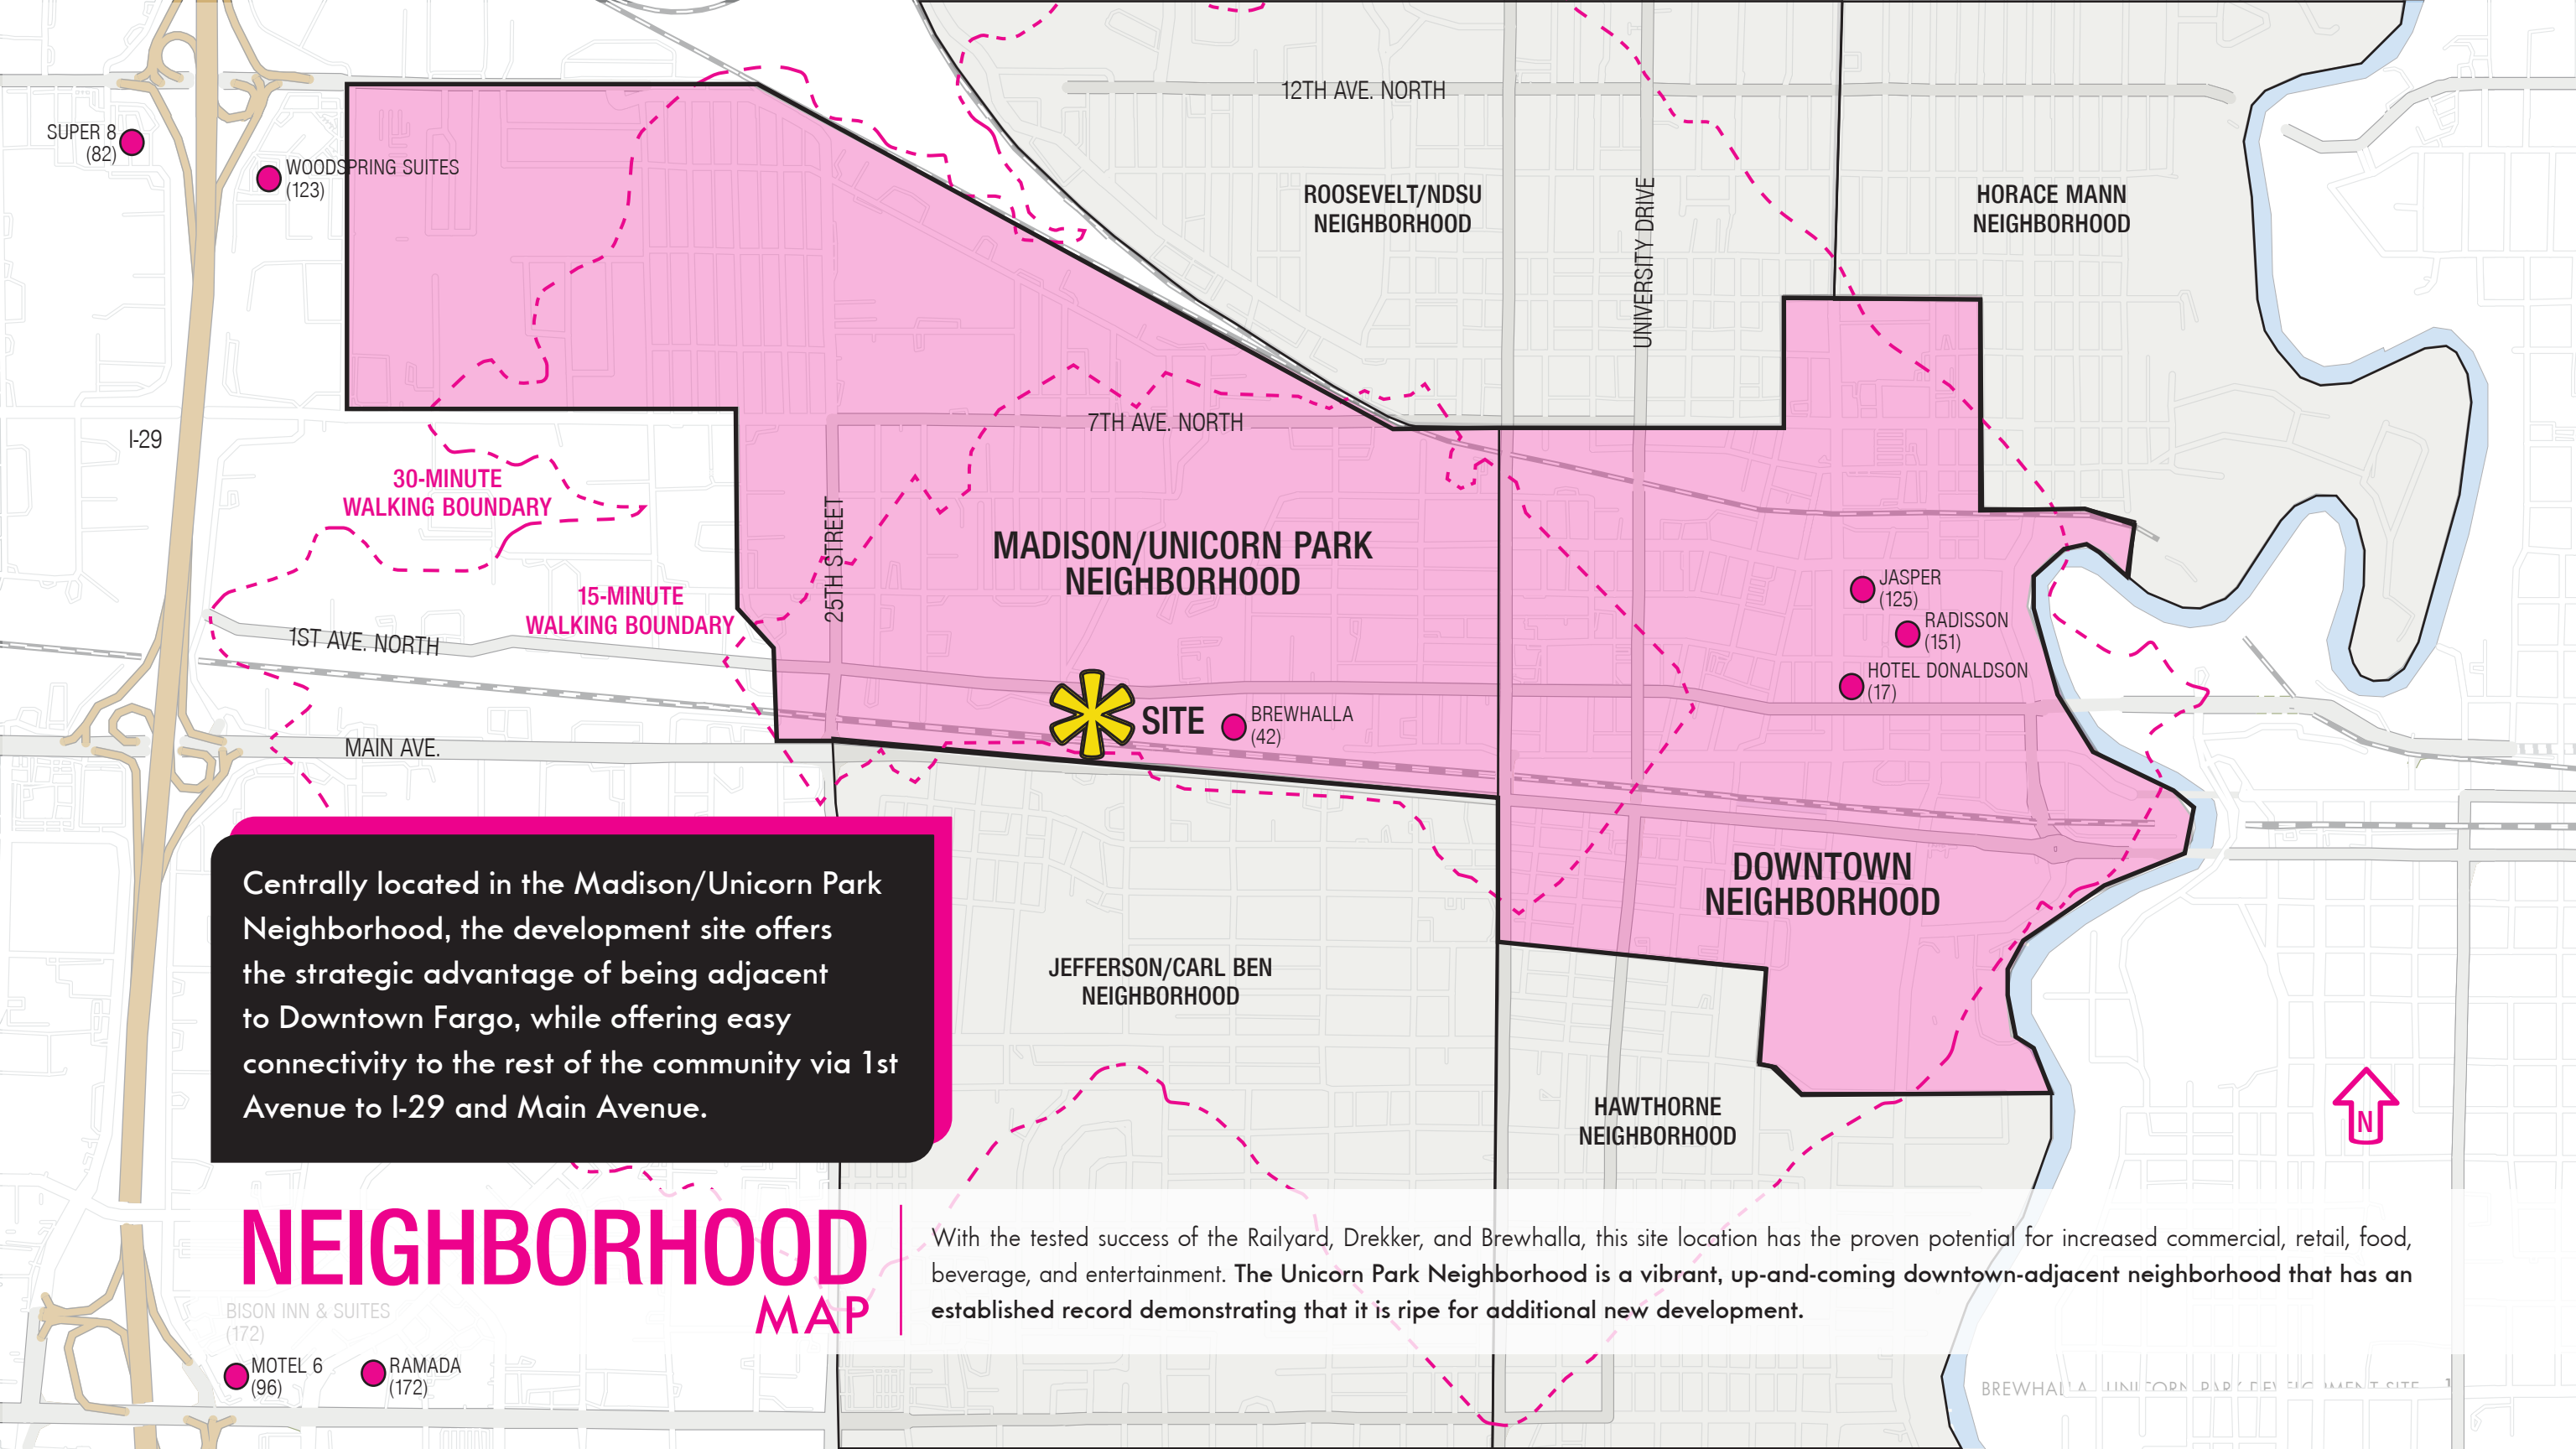 12TH AVE. NORTH
SUPER 8
(82)
WOODSPRING SUITES
(123)
ROOSEVELT/NDSU
NEIGHBORHOOD
UNIVERSITY DRIVE
HORACE MANN
NEIGHBORHOOD
I-29
7TH AVE. NORTH
30-MINUTE
WALKING BOUNDARY
25TH STREET
MADISON/UNICORN PARK
NEIGHBORHOOD
15-MINUTE
WALKING BOUNDARY
1ST AVE. NORTH
JASPER
(125)
RADISSON
(151)
HOTEL DONALDSON
(17)
SITE
BREWHALLA
(42)
MAIN AVE.
DOWNTOWN
NEIGHBORHOOD
Centrally located in the Madison/Unicorn Park
Neighborhood, the development site offers
the strategic advantage of being adjacent
to Downtown Fargo, while offering easy
connectivity to the rest of the community via 1st
Avenue to I-29 and Main Avenue.
JEFFERSON/CARL BEN
NEIGHBORHOOD
HAWTHORNE
NEIGHBORHOOD
N
NEIGHBORHOOD
MAP
With the tested success of the Railyard, Drekker, and Brewhalla, this site location has the proven potential for increased commercial, retail, food,
beverage, and entertainment. The Unicorn Park Neighborhood is a vibrant, up-and-coming downtown-adjacent neighborhood that has an
established record demonstrating that it is ripe for additional new development.
BISON INN & SUITES
(172)
MOTEL 6
(96)
RAMADA
(172)
BREWHALLA UNICORN PARK DEVELOPMENT SITE